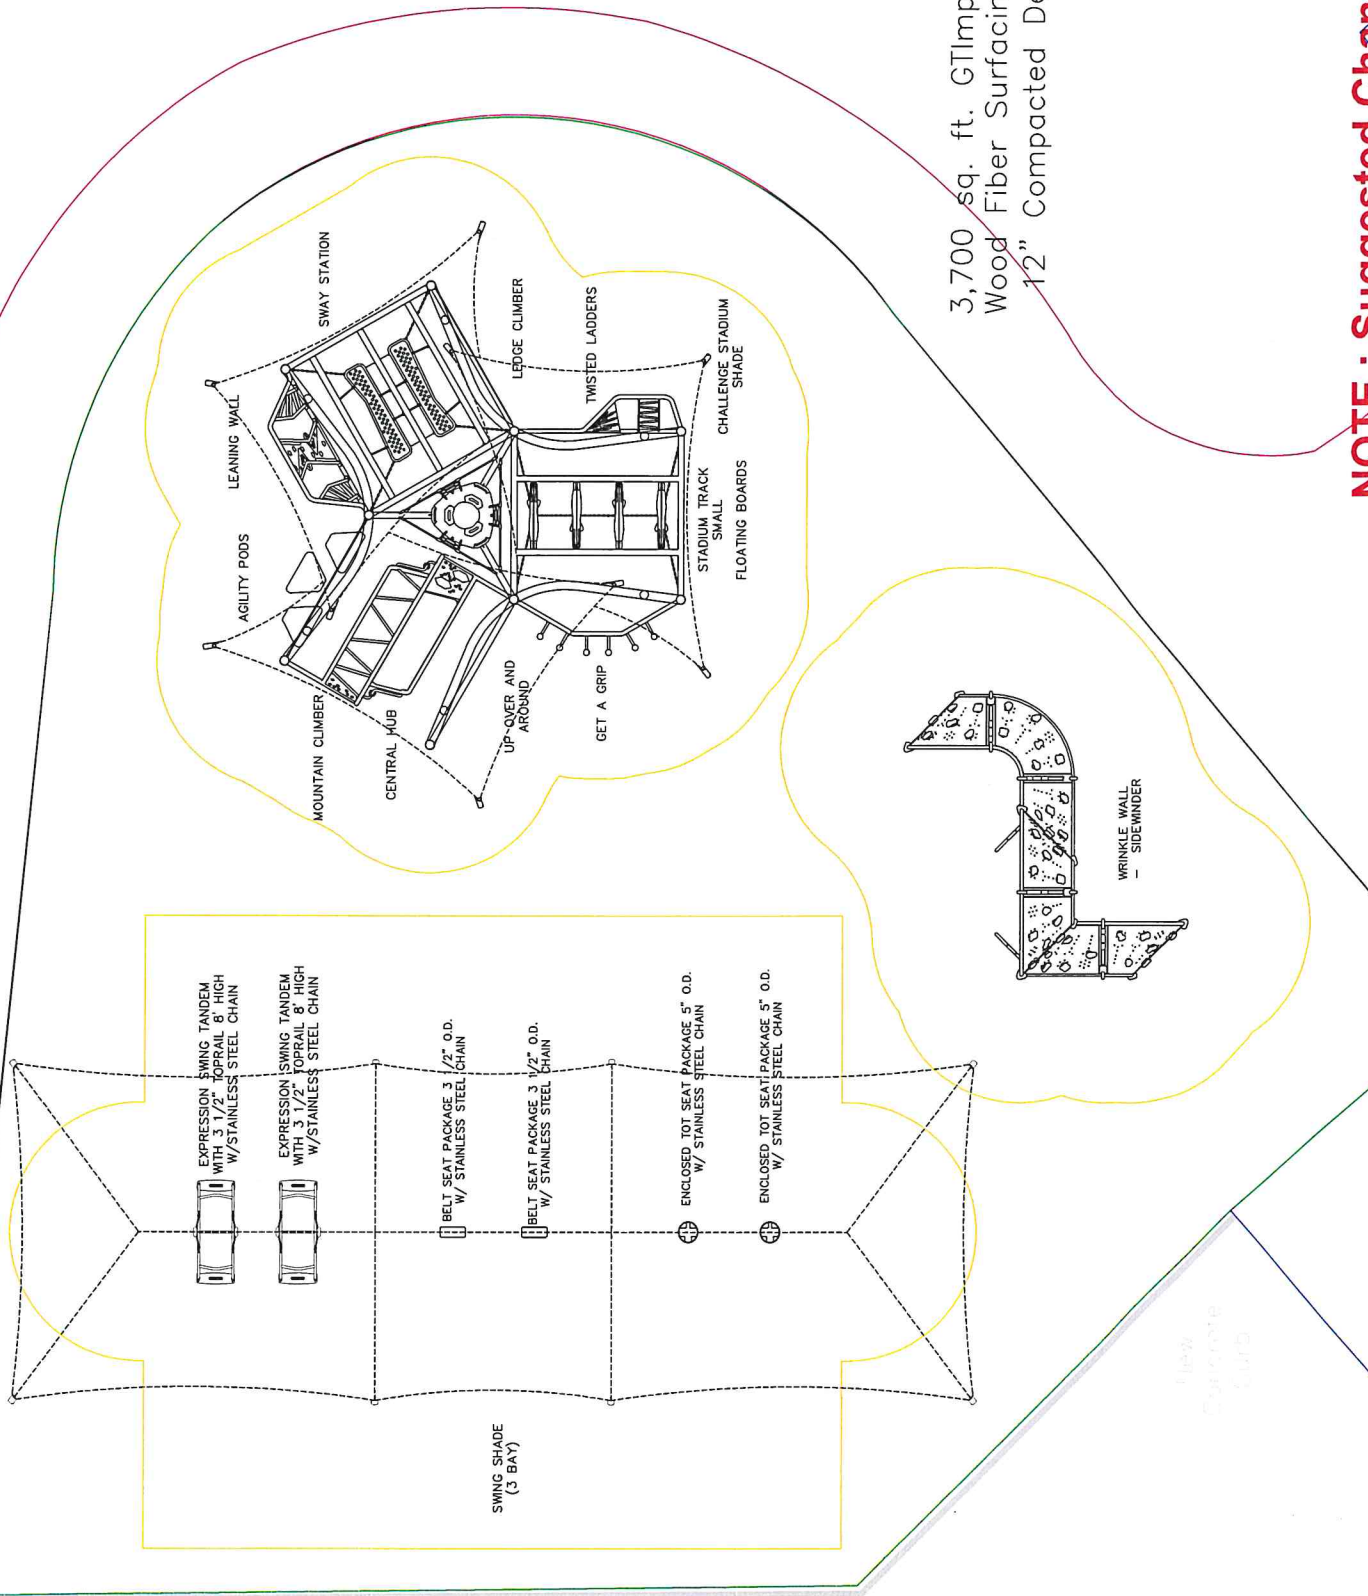 SWAY STATION
LEANING WALL
AGILITY PODS
LEDGE CLIMBER
TWISTED LADDERS
CHALLENGE STADIUM
SHADE
STADIUM TRACK
SMALL
FLOATING BOARDS
MOUNTAIN CLIMBER
CENTRAL HUB
UP OVER AND
AROUND
GET A GRIP
3,700 sq. ft. GTImp
Wood Fiber Surfacin
12" Compacted De
NOTE : Suggested Chan
WRINKLE WALL
- SIDEWINDER
EXPRESSION SWING TANDEM
WITH 3 1/2" TOPRAIL 8' HIGH
W/STAINLESS STEEL CHAIN
EXPRESSION SWING TANDEM
WITH 3 1/2" TOPRAIL 8' HIGH
W/STAINLESS STEEL CHAIN
BELT SEAT PACKAGE 3 1/2" O.D.
W/ STAINLESS STEEL CHAIN
BELT SEAT PACKAGE 3 1/2" O.D.
W/ STAINLESS STEEL CHAIN
ENCLOSED TOT SEAT PACKAGE 5" O.D.
W/ STAINLESS STEEL CHAIN
ENCLOSED TOT SEAT PACKAGE 5" O.D.
W/ STAINLESS STEEL CHAIN
SWING SHADE
(3 BAY)
New
Concrete
Curb